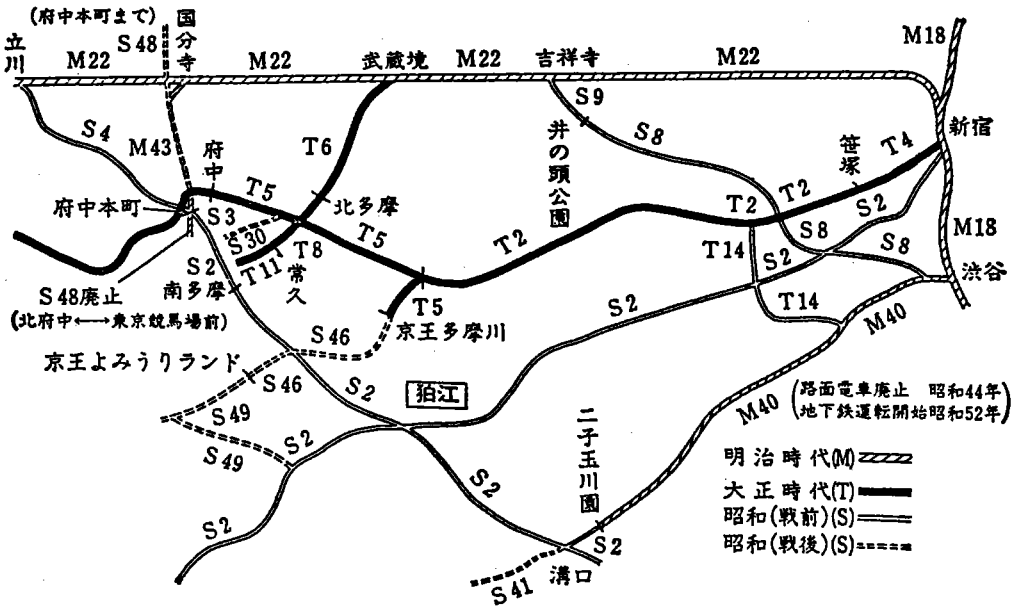 (府中本町まで)
国分寺
立川
S48
M22
M22
武蔵境
M22
吉祥寺
M22
M18
S4
M43
府中
T6
S9
井の頭公園
S8
笹塚
T4
新宿
府中本町
T5
S3
北多摩
S30
T8
T5
T2
T2
T2
S2
S8
M18
S2
T11
常久
T14
S2
S8
渋谷
南多摩
S48廃止
(北府中←→東京競馬場前)
T5
京王多摩川
S2
T14
M40
S46
京王よみうりランド
S46
S2
狛江
M40
(路面電車廃止 昭和44年
地下鉄運転開始昭和52年)
S49
S49
S2
二子玉川園
S2
S2
S2
溝口
S41
明治時代(M)
大正時代(T)
昭和(戦前)(S)
昭和(戦後)(S)